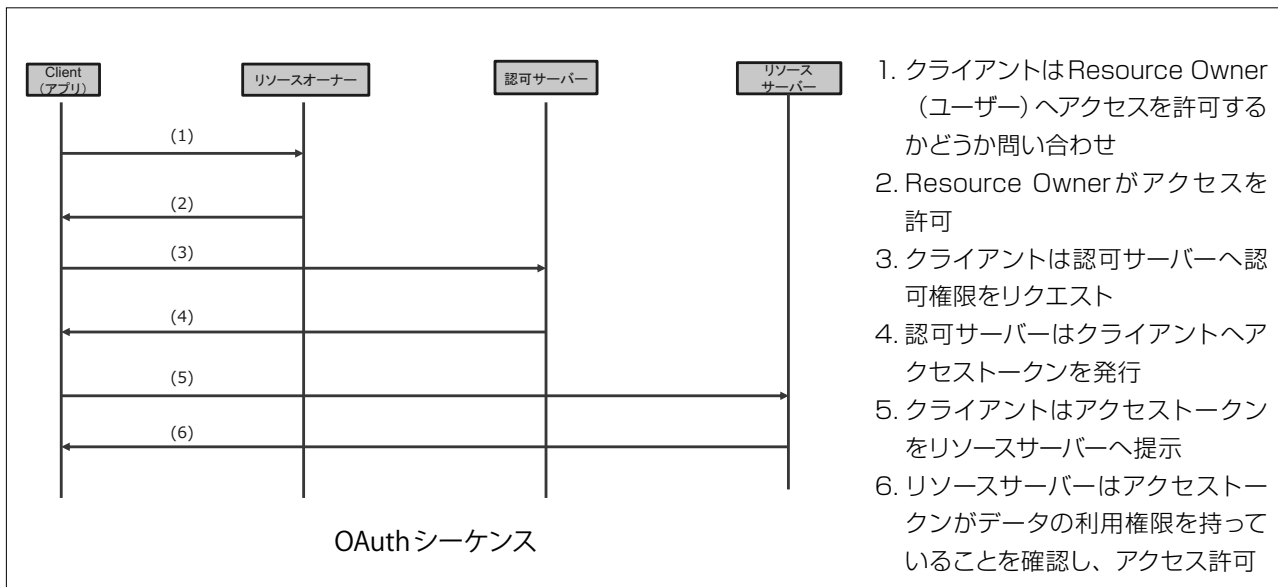 Client
(アプリ)
リソースオーナー
認可サーバー
リソース
サーバー
(1)
(2)
(3)
(4)
(5)
(6)
OAuthシーケンス
1. クライアントはResource Owner
(ユーザー)へアクセスを許可する
かどうか問い合わせ
2. Resource Ownerがアクセスを
許可
3. クライアントは認可サーバーへ認
可権限をリクエスト
4. 認可サーバーはクライアントへア
クセストークンを発行
5. クライアントはアクセストークン
をリソースサーバーへ提示
6. リソースサーバーはアクセストー
クンがデータの利用権限を持って
いることを確認し、アクセス許可